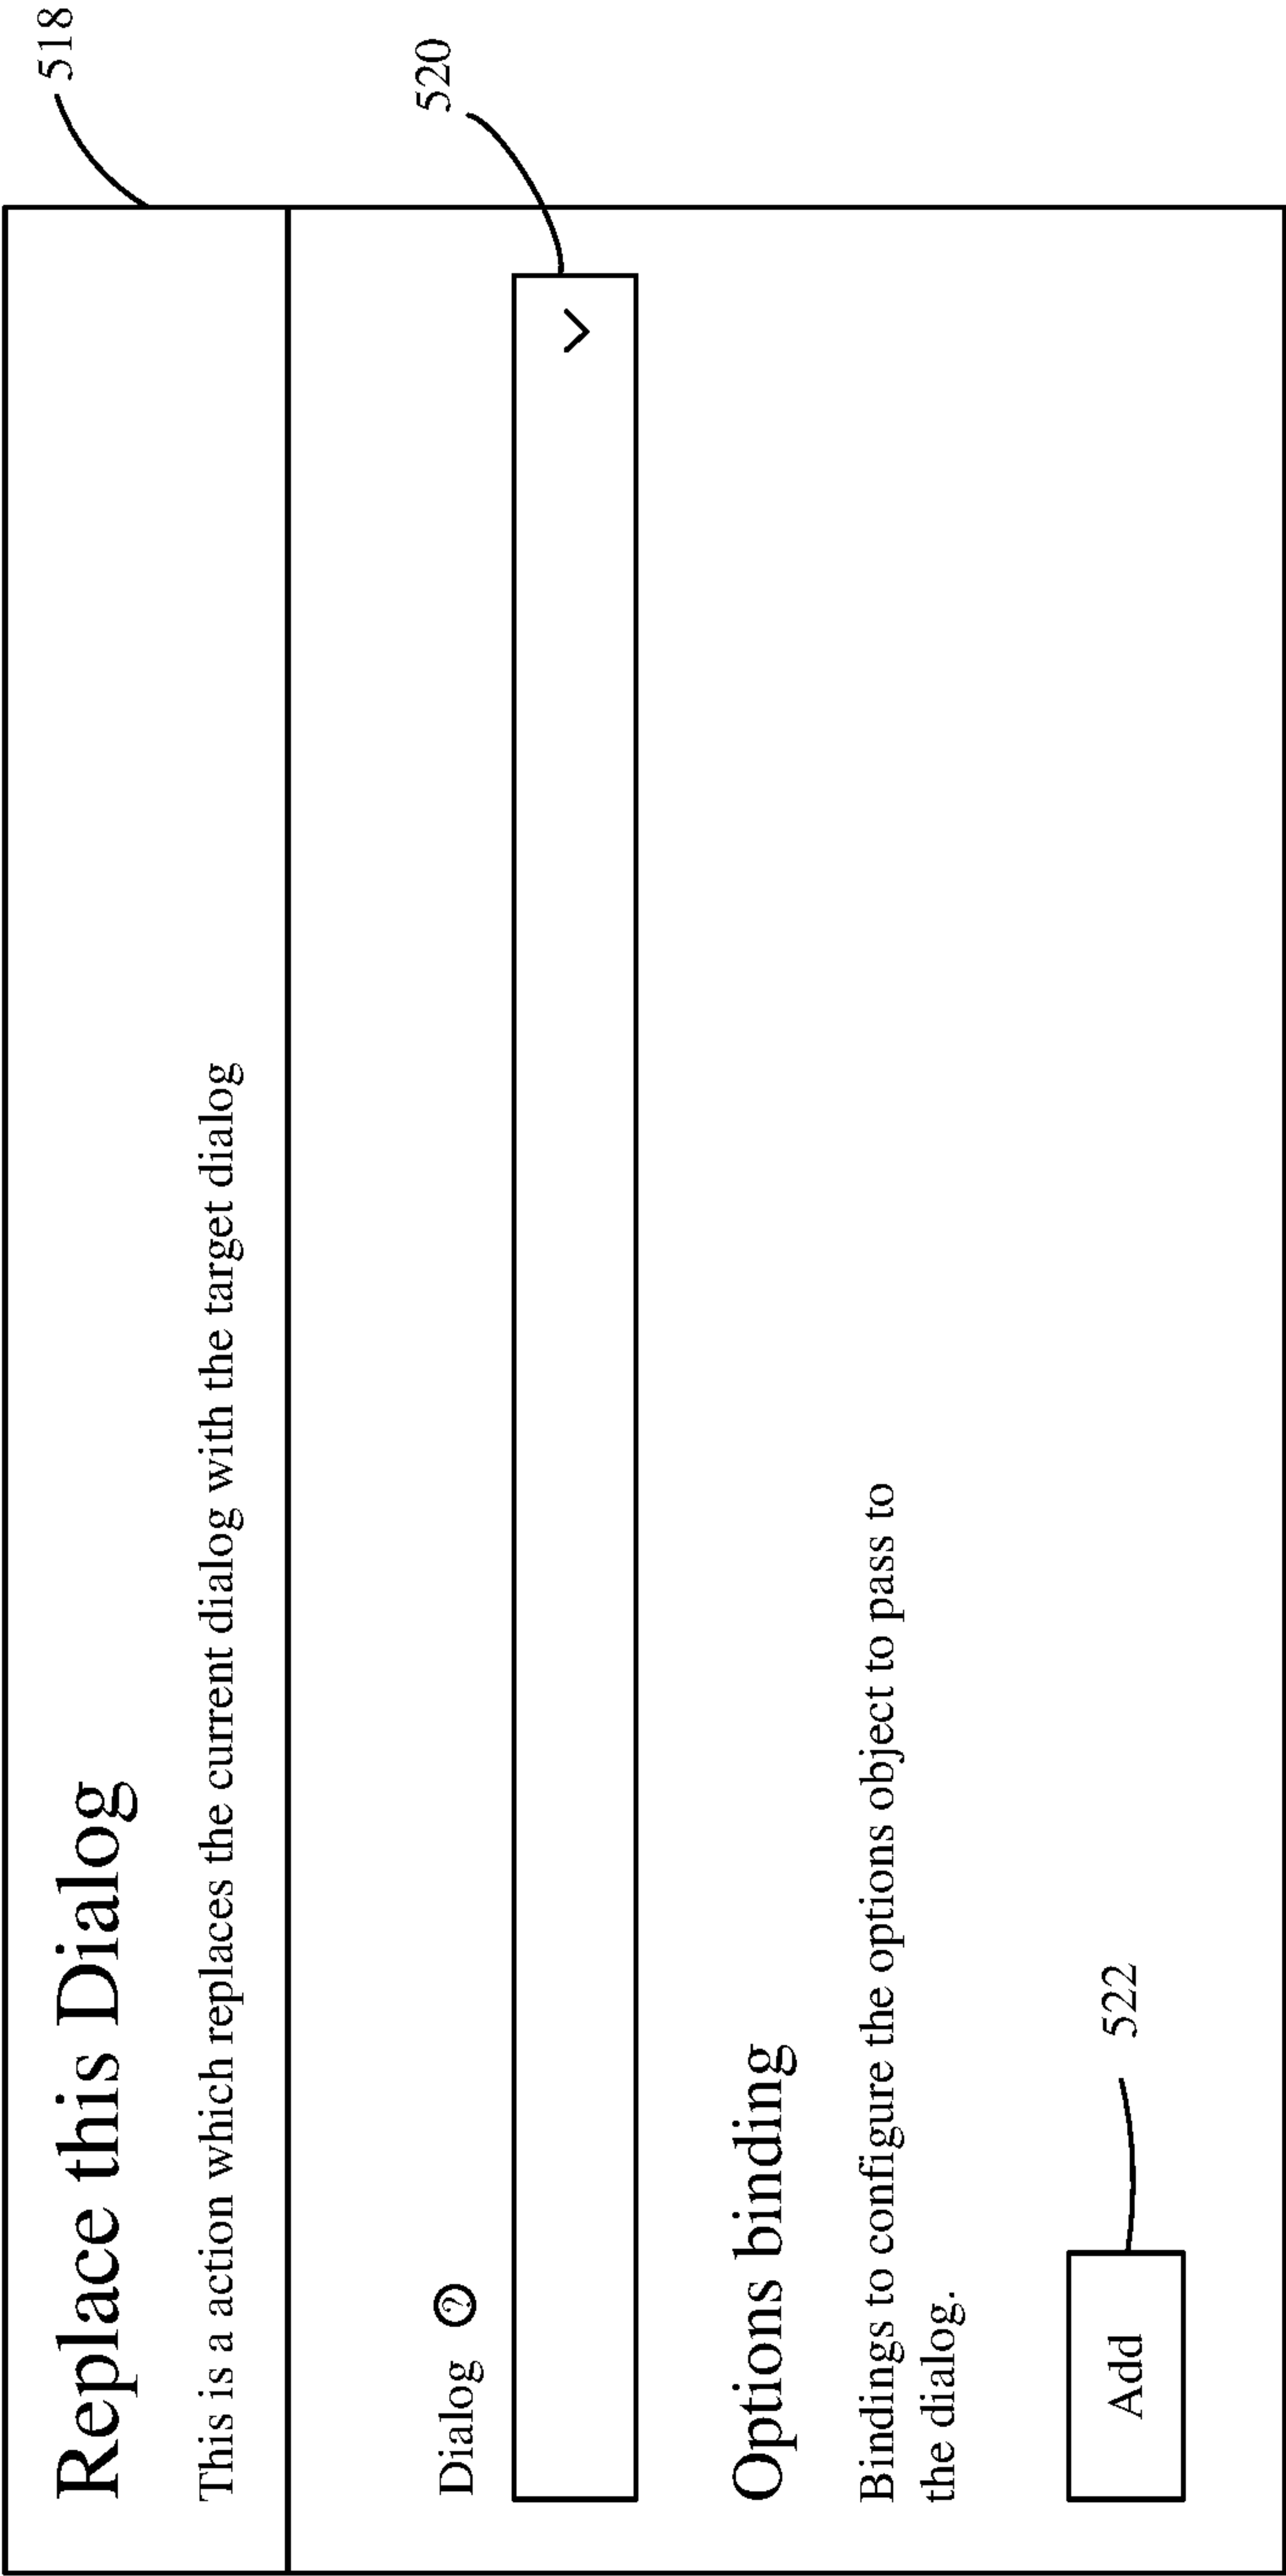 Replace this Dialog
518
This is a action which replaces the current dialog with the target dialog
Dialog ?
520
Options binding
Bindings to configure the options object to pass to
the dialog.
Add
522